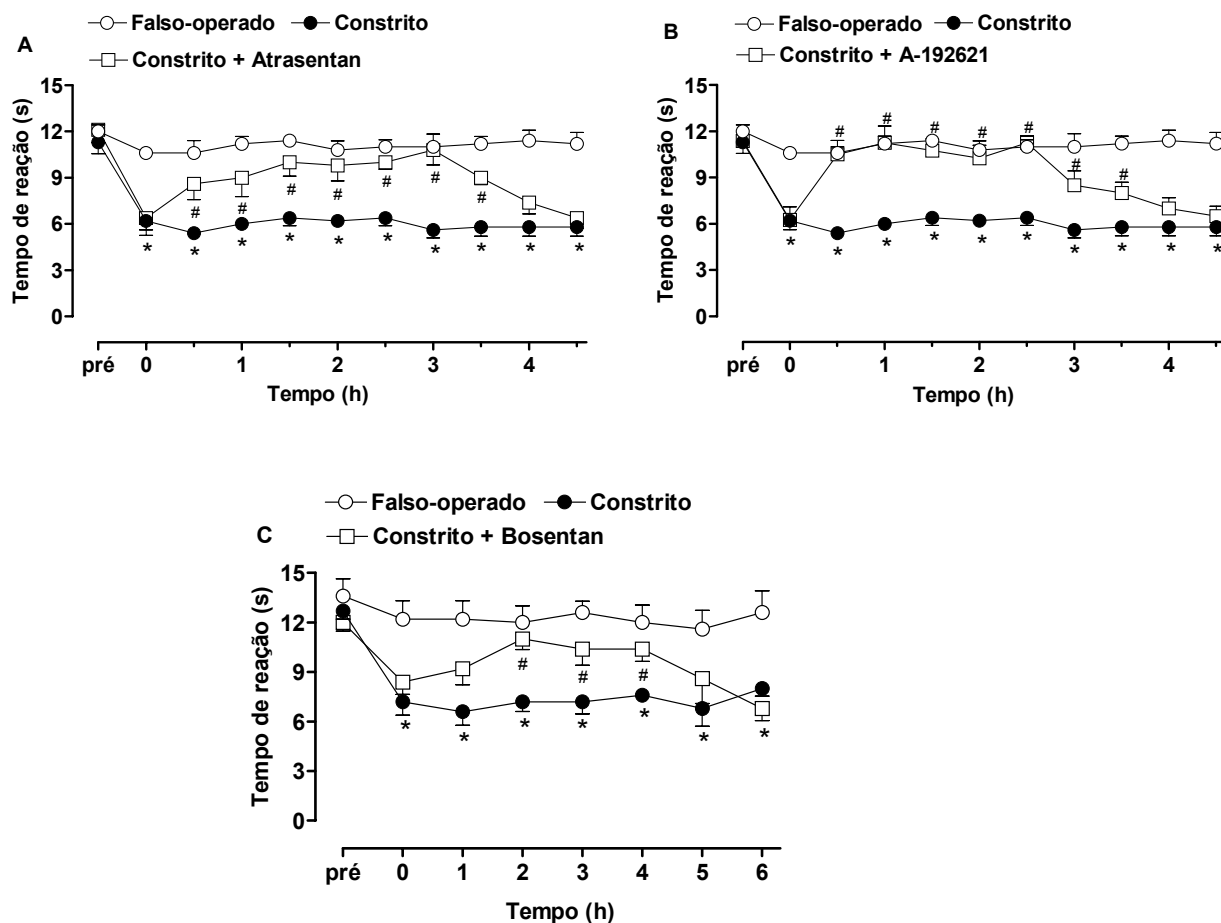 A
Falso-operado Constrito
Constrito + Atrasentan
Tempo de reação (s)
15
12
9
6
3
0
# # # # # # #
* * * * * * * * * *
pré 0 1 2 3 4
Tempo (h)
B
Falso-operado Constrito
Constrito + A-192621
Tempo de reação (s)
15
12
9
6
3
0
# # # # # # #
* * * * * * * * * *
pré 0 1 2 3 4
Tempo (h)
Falso-operado Constrito
C
Constrito + Bosentan
Tempo de reação (s)
15
12
9
6
3
0
# # #
* * * * * * *
pré 0 1 2 3 4 5 6
Tempo (h)